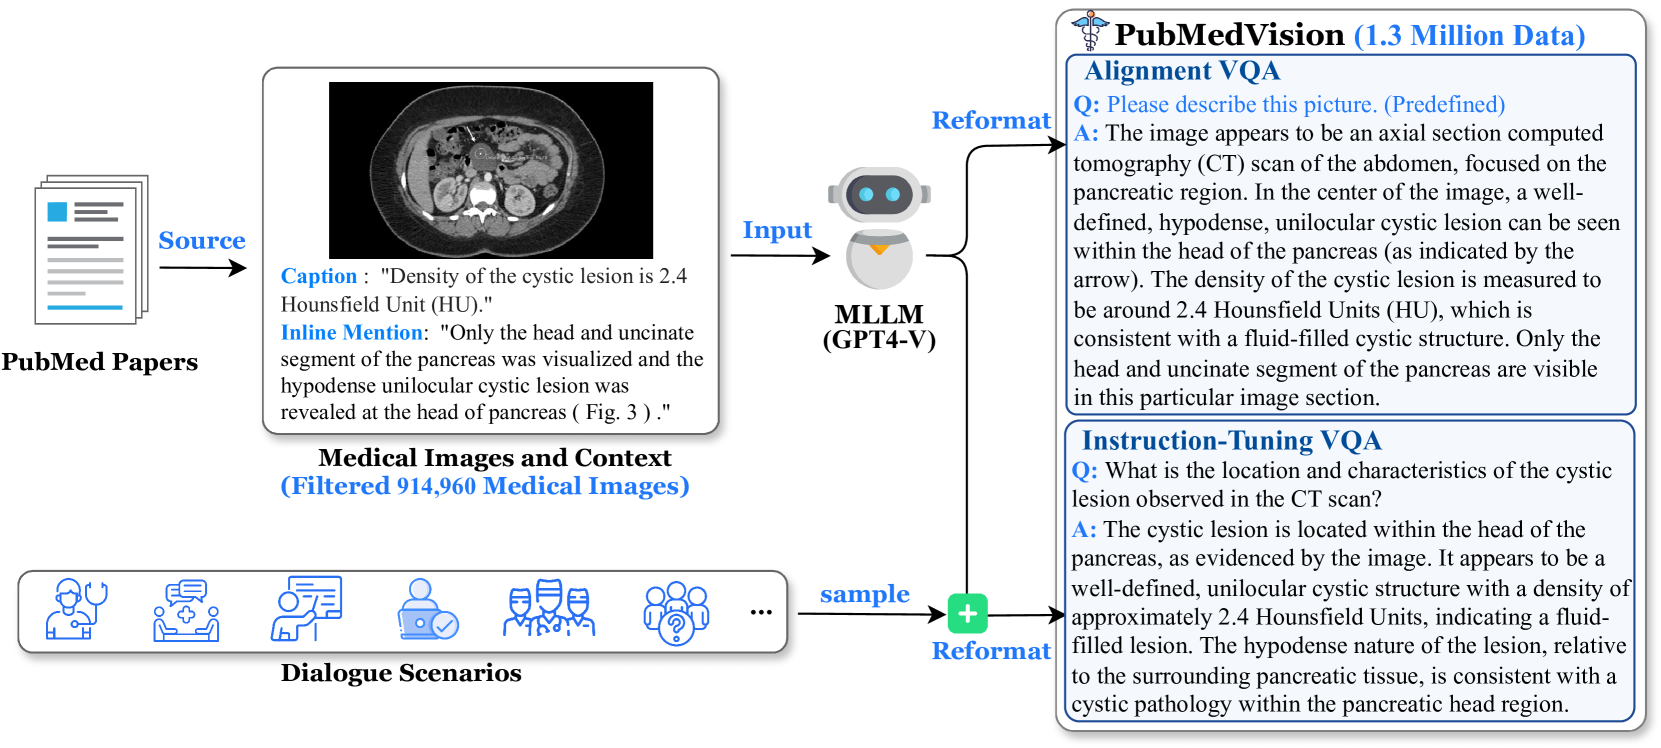 PubMed Papers
Source
Caption : "Density of the cystic lesion is 2.4
Hounsfield Unit (HU)."
Inline Mention: "Only the head and uncinate
segment of the pancreas was visualized and the
hypodense unilocular cystic lesion was
revealed at the head of pancreas ( Fig. 3 ) ."
Medical Images and Context
(Filtered 914,960 Medical Images)
Input
MLLM
(GPT4-V)
Reformat
Dialogue Scenarios
...
sample
Reformat
PubMedVision (1.3 Million Data)
Alignment VQA
Q: Please describe this picture. (Predefined)
A: The image appears to be an axial section computed
tomography (CT) scan of the abdomen, focused on the
pancreatic region. In the center of the image, a well-
defined, hypodense, unilocular cystic lesion can be seen
within the head of the pancreas (as indicated by the
arrow). The density of the cystic lesion is measured to
be around 2.4 Hounsfield Units (HU), which is
consistent with a fluid-filled cystic structure. Only the
head and uncinate segment of the pancreas are visible
in this particular image section.
Instruction-Tuning VQA
Q: What is the location and characteristics of the cystic
lesion observed in the CT scan?
A: The cystic lesion is located within the head of the
pancreas, as evidenced by the image. It appears to be a
well-defined, unilocular cystic structure with a density of
approximately 2.4 Hounsfield Units, indicating a fluid-
filled lesion. The hypodense nature of the lesion, relative
to the surrounding pancreatic tissue, is consistent with a
cystic pathology within the pancreatic head region.